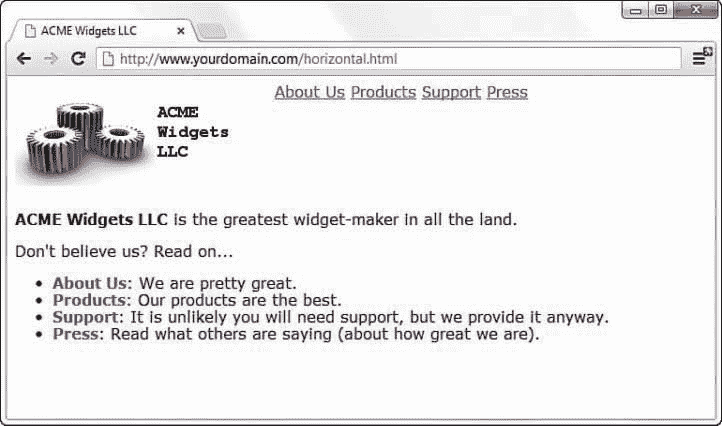 ACME Widgets LLC
http://www.yourdomain.com/horizontal.html
About Us Products Support Press
ACME
Widgets
LLC
ACME Widgets LLC is the greatest widget-maker in all the land.
Don't believe us? Read on...
• About Us: We are pretty great.
• Products: Our products are the best.
• Support: It is unlikely you will need support, but we provide it anyway.
• Press: Read what others are saying (about how great we are).